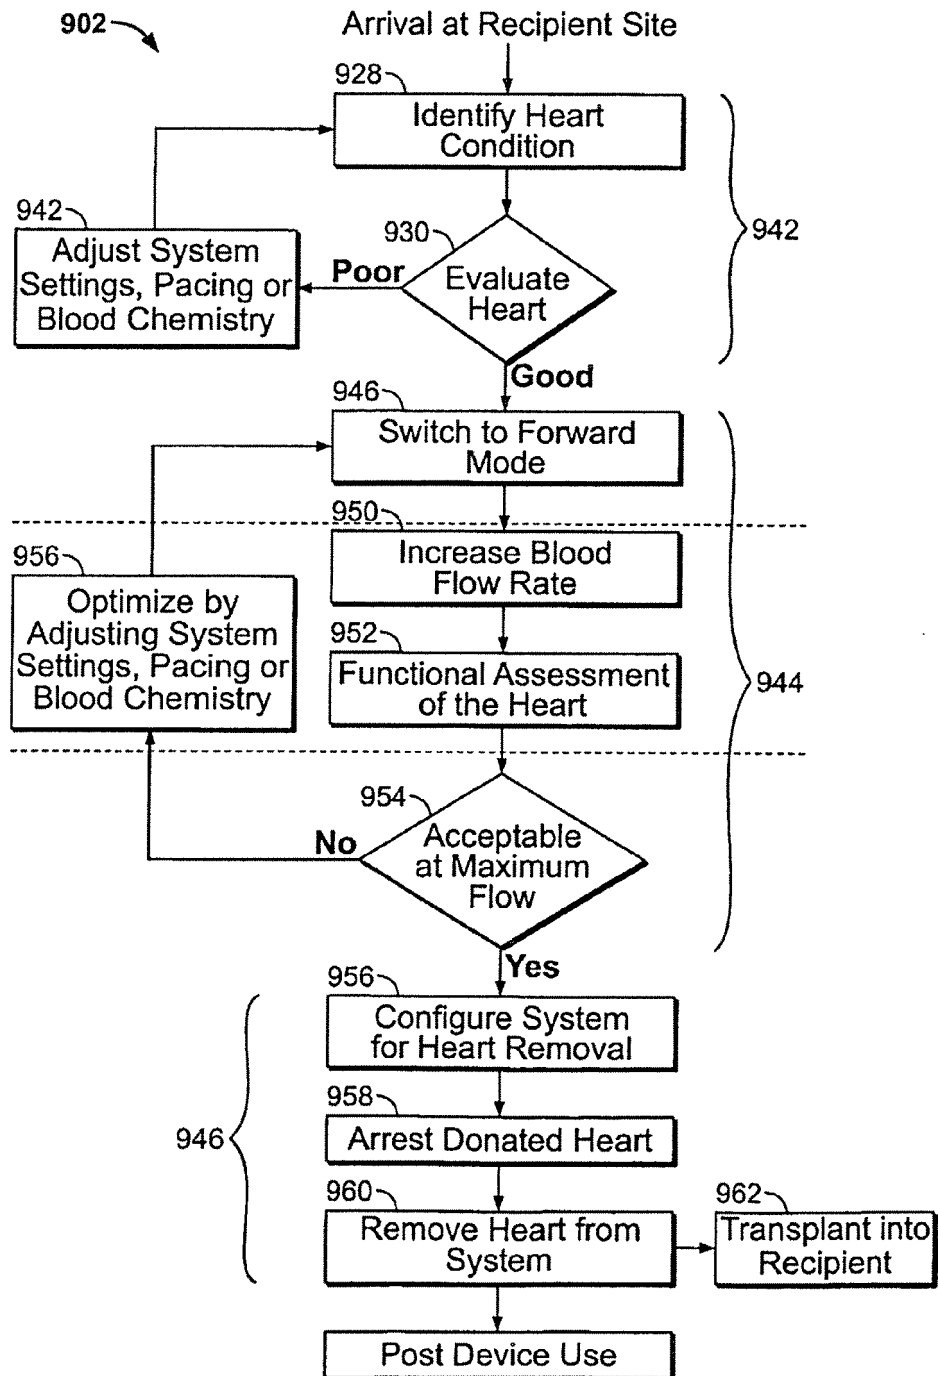 902
Arrival at Recipient Site
928
Identify Heart
Condition
942
942
Adjust System
Settings, Pacing or
Blood Chemistry
930
Poor
Evaluate
Heart
Good
946
Switch to Forward
Mode
950
Increase Blood
Flow Rate
956
Optimize by
Adjusting System
Settings, Pacing or
Blood Chemistry
952
Functional Assessment
of the Heart
944
954
No
Acceptable
at Maximum
Flow
Yes
956
Configure System
for Heart Removal
946
958
Arrest Donated Heart
960
Remove Heart from
System
962
Transplant into
Recipient
Post Device Use